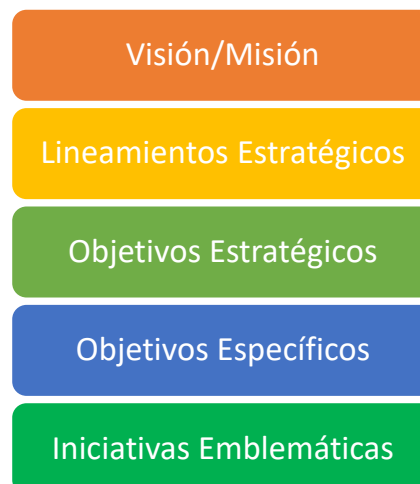 Visión/Misión
Lineamientos Estratégicos
Objetivos Estratégicos
Objetivos Específicos
Iniciativas Emblemáticas